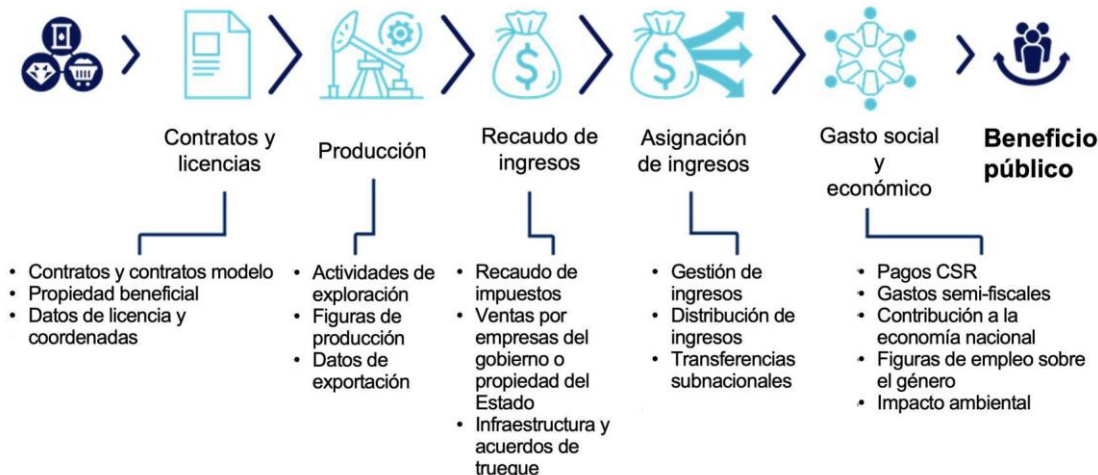 Contratos y
licencias
Producción
Recaudo de
ingresos
Asignación
de ingresos
Gasto social
y
económico
Beneficio
público
• Contratos y contratos modelo
• Propiedad beneficial
• Datos de licencia y
coordenadas
• Actividades de
exploración
• Figuras de
producción
• Datos de
exportación
• Recaudo de
impuestos
• Ventas por
empresas del
gobierno o
propiedad del
Estado
• Infraestructura y
acuerdos de
trueque
• Gestión de
ingresos
• Distribución de
ingresos
• Transferencias
subnacionales
• Pagos CSR
• Gastos semi-fiscales
• Contribución a la
economía nacional
• Figuras de empleo sobre
el género
• Impacto ambiental